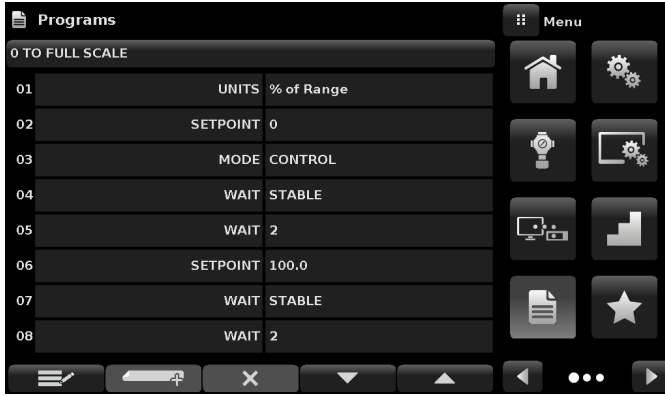 Programs
Menu
0 TO FULL SCALE
01 UNITS % of Range
02 SETPOINT 0
03 MODE CONTROL
04 WAIT STABLE
05 WAIT 2
06 SETPOINT 100.0
07 WAIT STABLE
08 WAIT 2